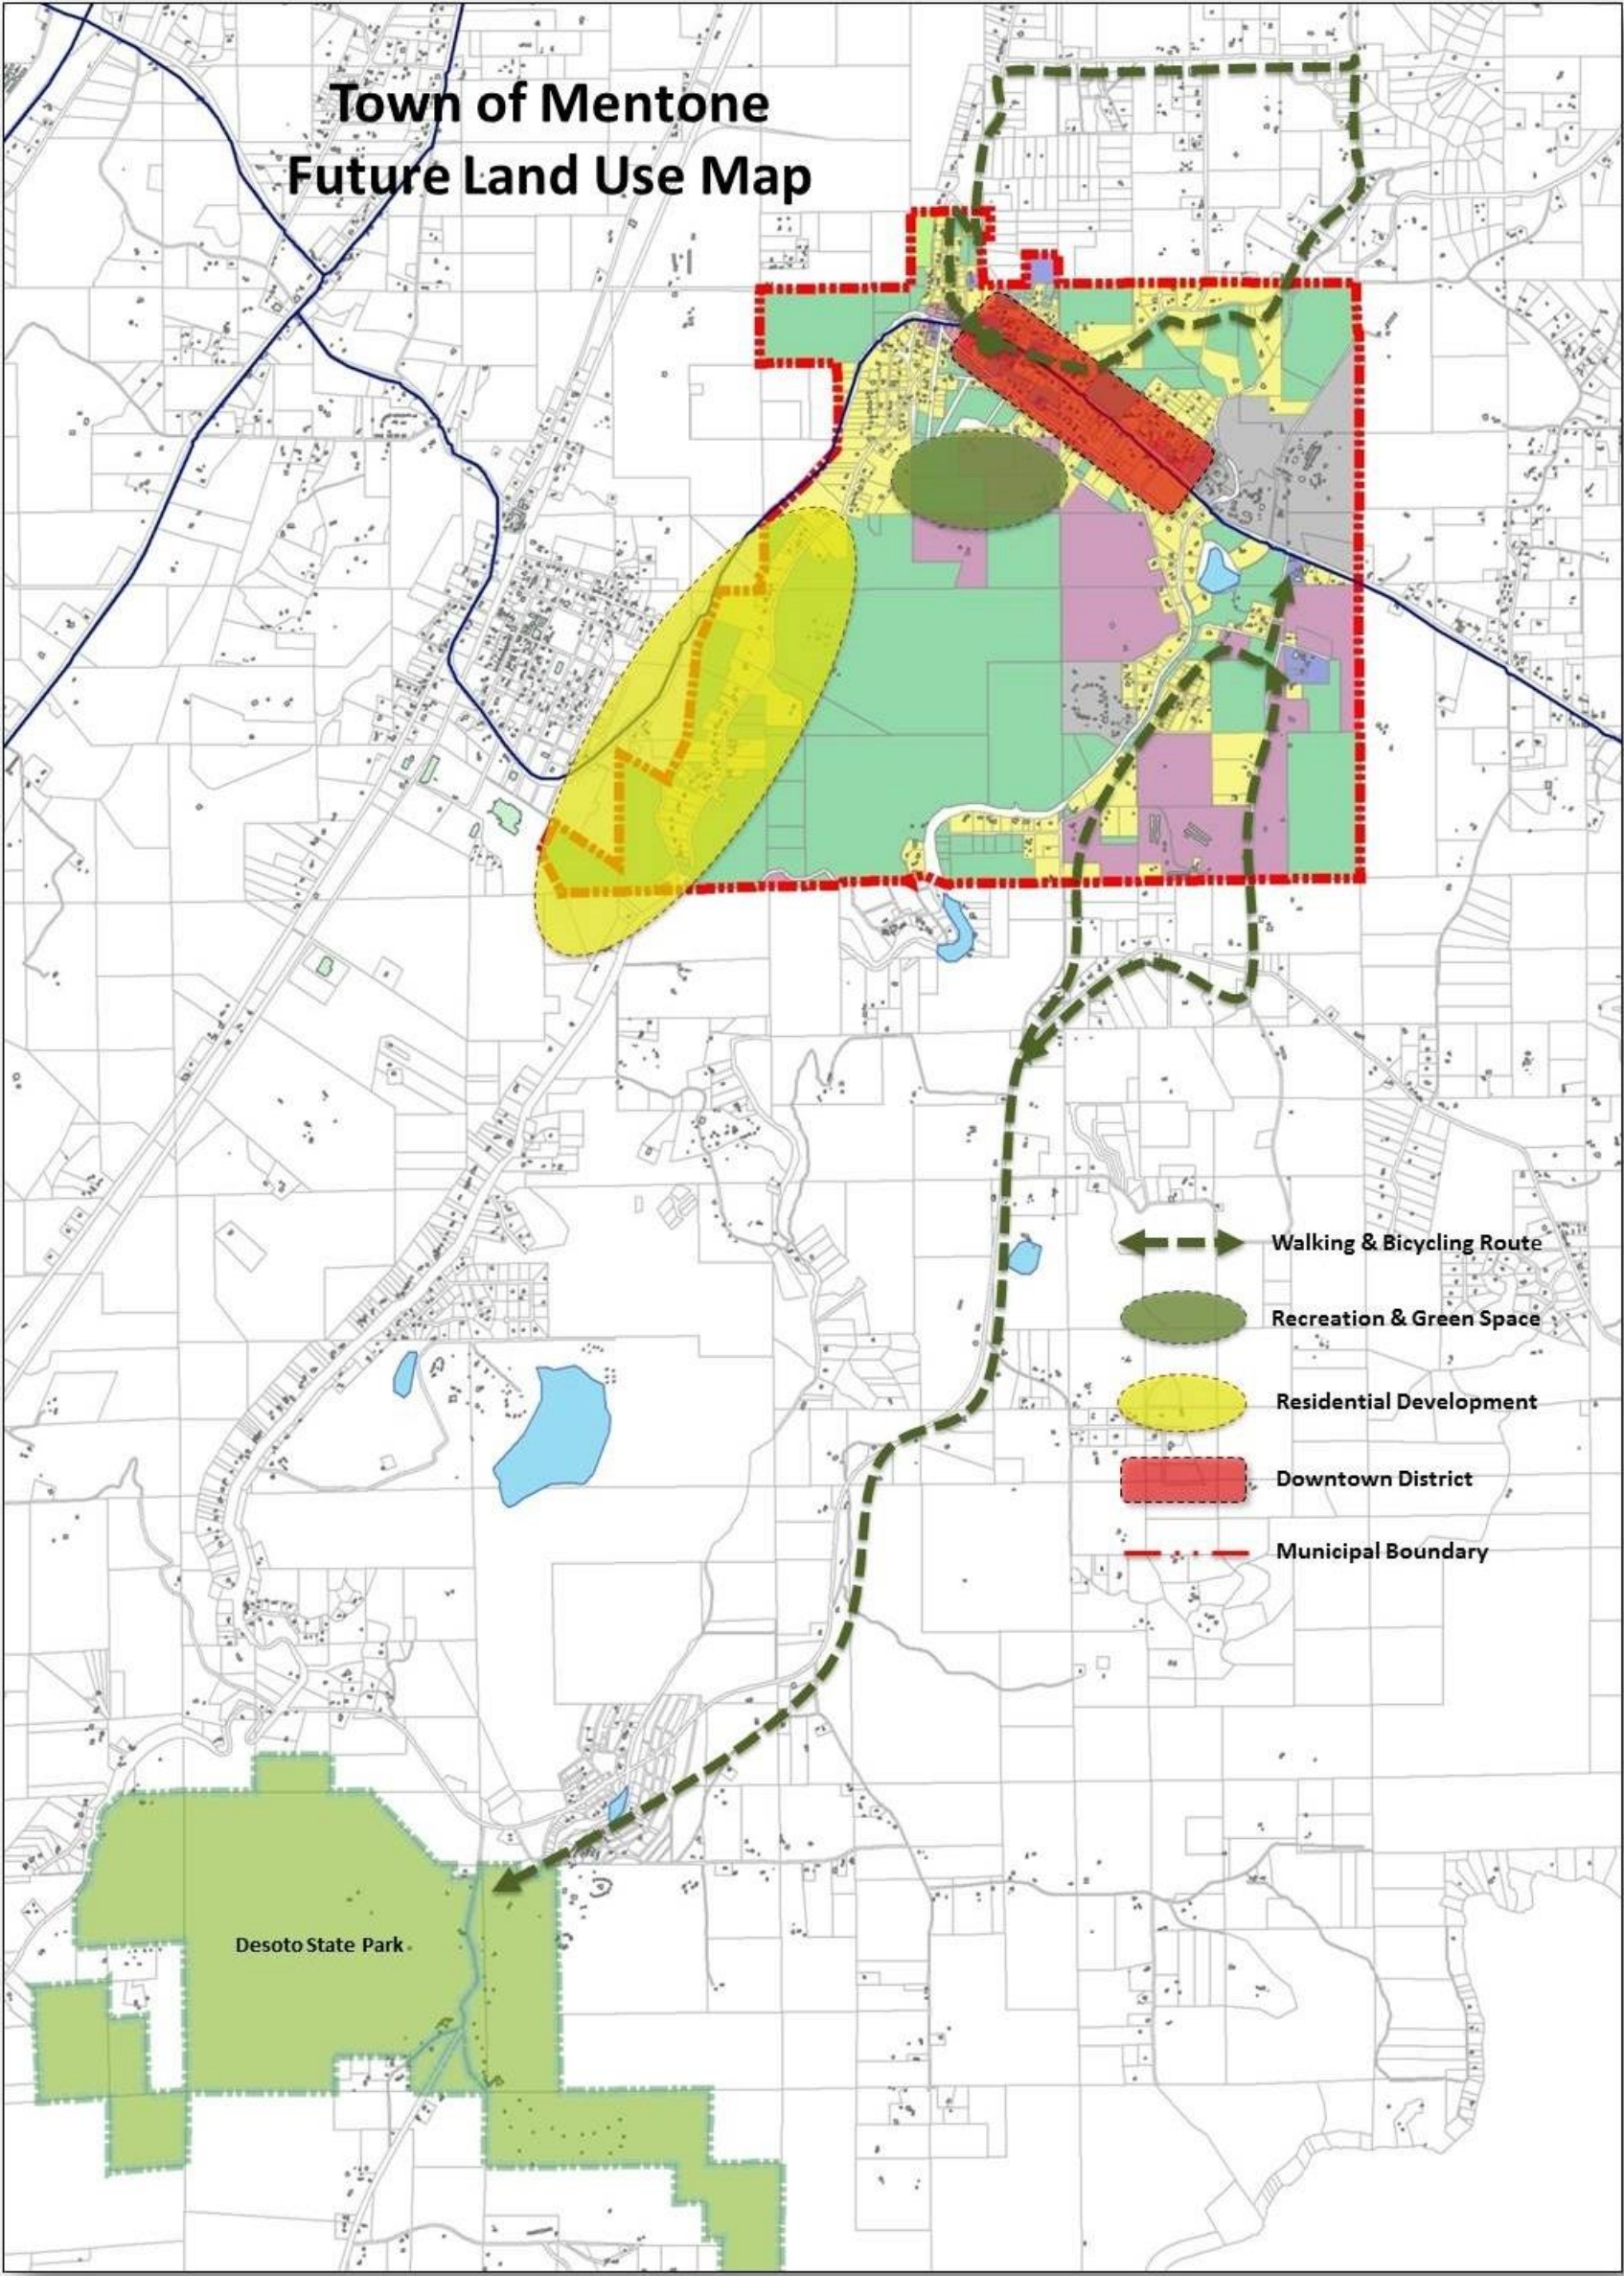 Town of Mentone
Future Land Use Map
Walking & Bicycling Route
Recreation & Green Space
Residential Development
Downtown District
Municipal Boundary
Desoto State Park